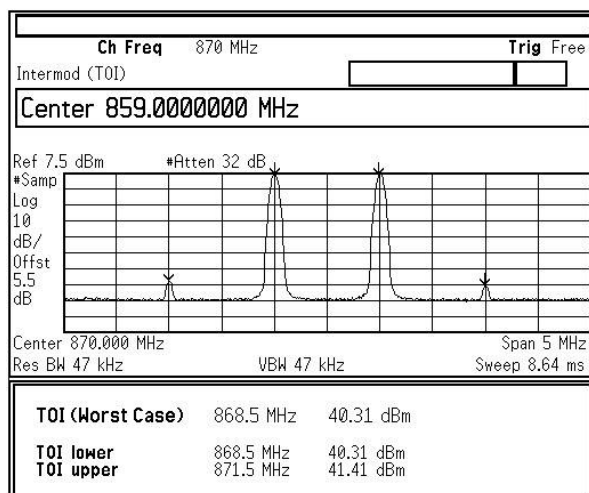 Ch Freq 870 MHz Trig Free
Intermod (TOI)
Center 859.0000000 MHz
Ref 7.5 dBm #Atten 32 dB
#Samp
Log
10
dB/
Offst
5.5
dB
Center 870.000 MHz Span 5 MHz
Res BW 47 kHz VBW 47 kHz Sweep 8.64 ms
TOI (Worst Case) 868.5 MHz 40.31 dBm
TOI lower 868.5 MHz 40.31 dBm
TOI upper 871.5 MHz 41.41 dBm